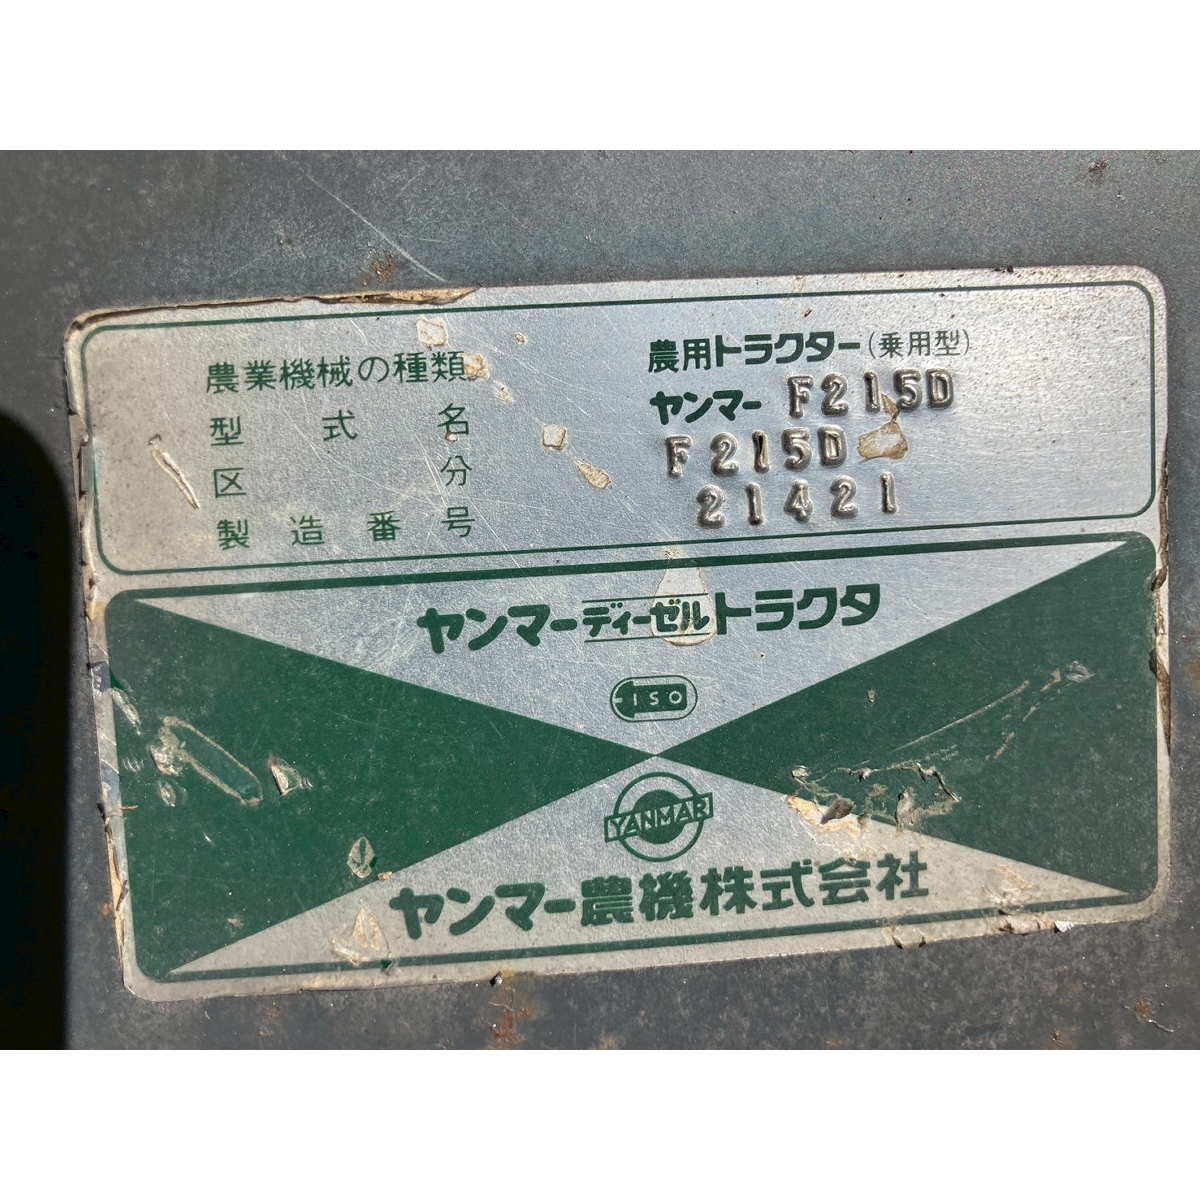 農業機械の種類 農用トラクター(乗用型)
型式名 ヤンマー F215D
区分 F215D
製造番号 21421
ヤンマーディーゼルトラクタ
ISO
YANMAR
ヤンマー農機株式会社